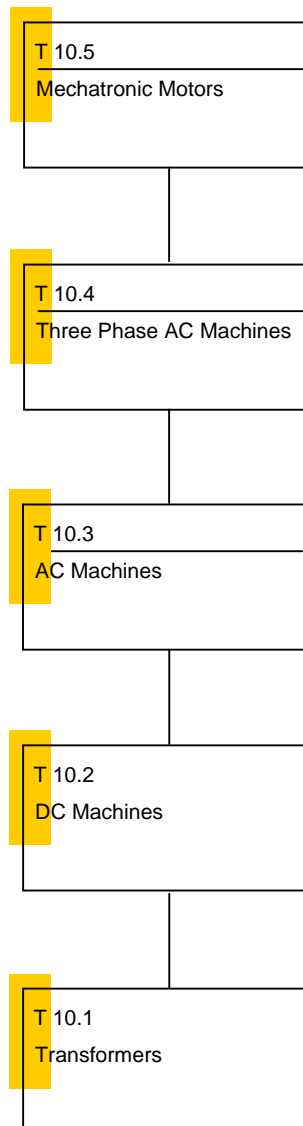 T 10.5
Mechatronic Motors
T 10.4
Three Phase AC Machines
T 10.3
AC Machines
T 10.2
DC Machines
T 10.1
Transformers